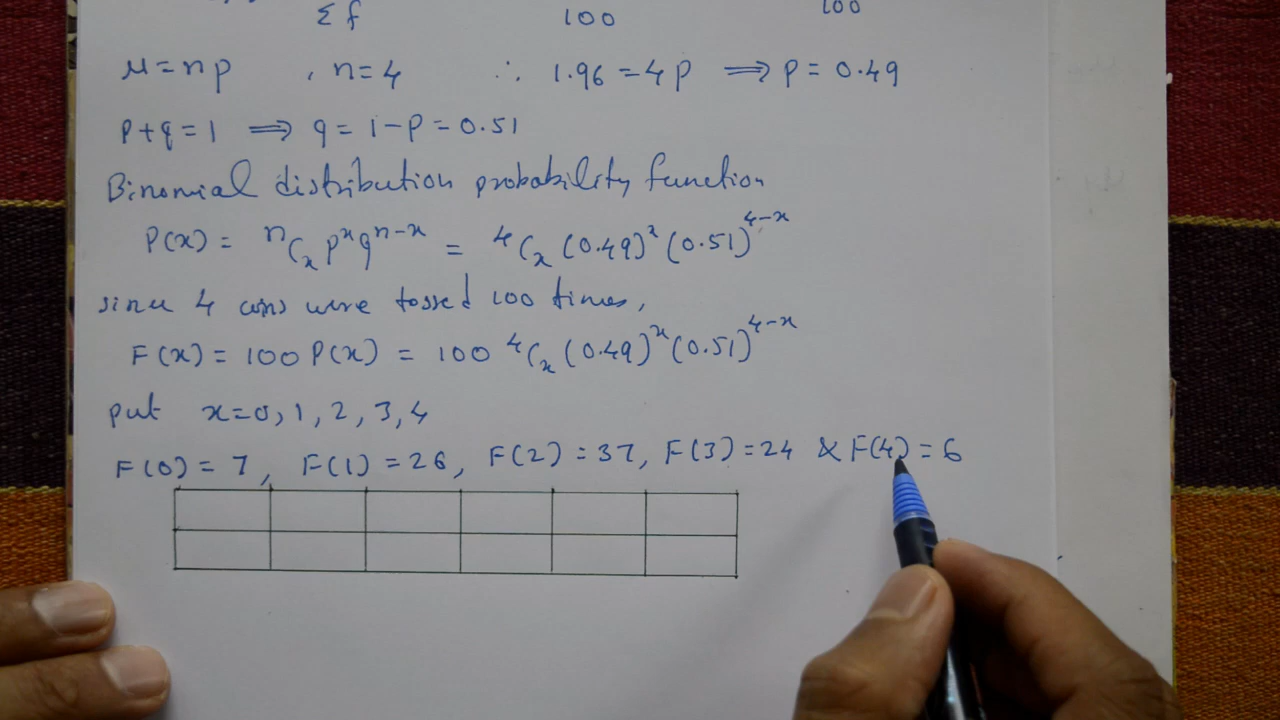 Σf 100 100
μ = np , n = 4 ∴ 1.96 = 4p ⟹ p = 0.49
p + q = 1 ⟹ q = 1 - p = 0.51
Binomial distribution probability function
P(x) = ⁿCₓ pˣ qⁿ⁻ˣ = ⁴Cₓ (0.49)ˣ (0.51)⁴⁻ˣ
since 4 coins were tossed 100 times,
F(x) = 100 P(x) = 100 ⁴Cₓ (0.49)ˣ (0.51)⁴⁻ˣ
put x = 0, 1, 2, 3, 4
F(0) = 7, F(1) = 26, F(2) = 37, F(3) = 24 & F(4) = 6